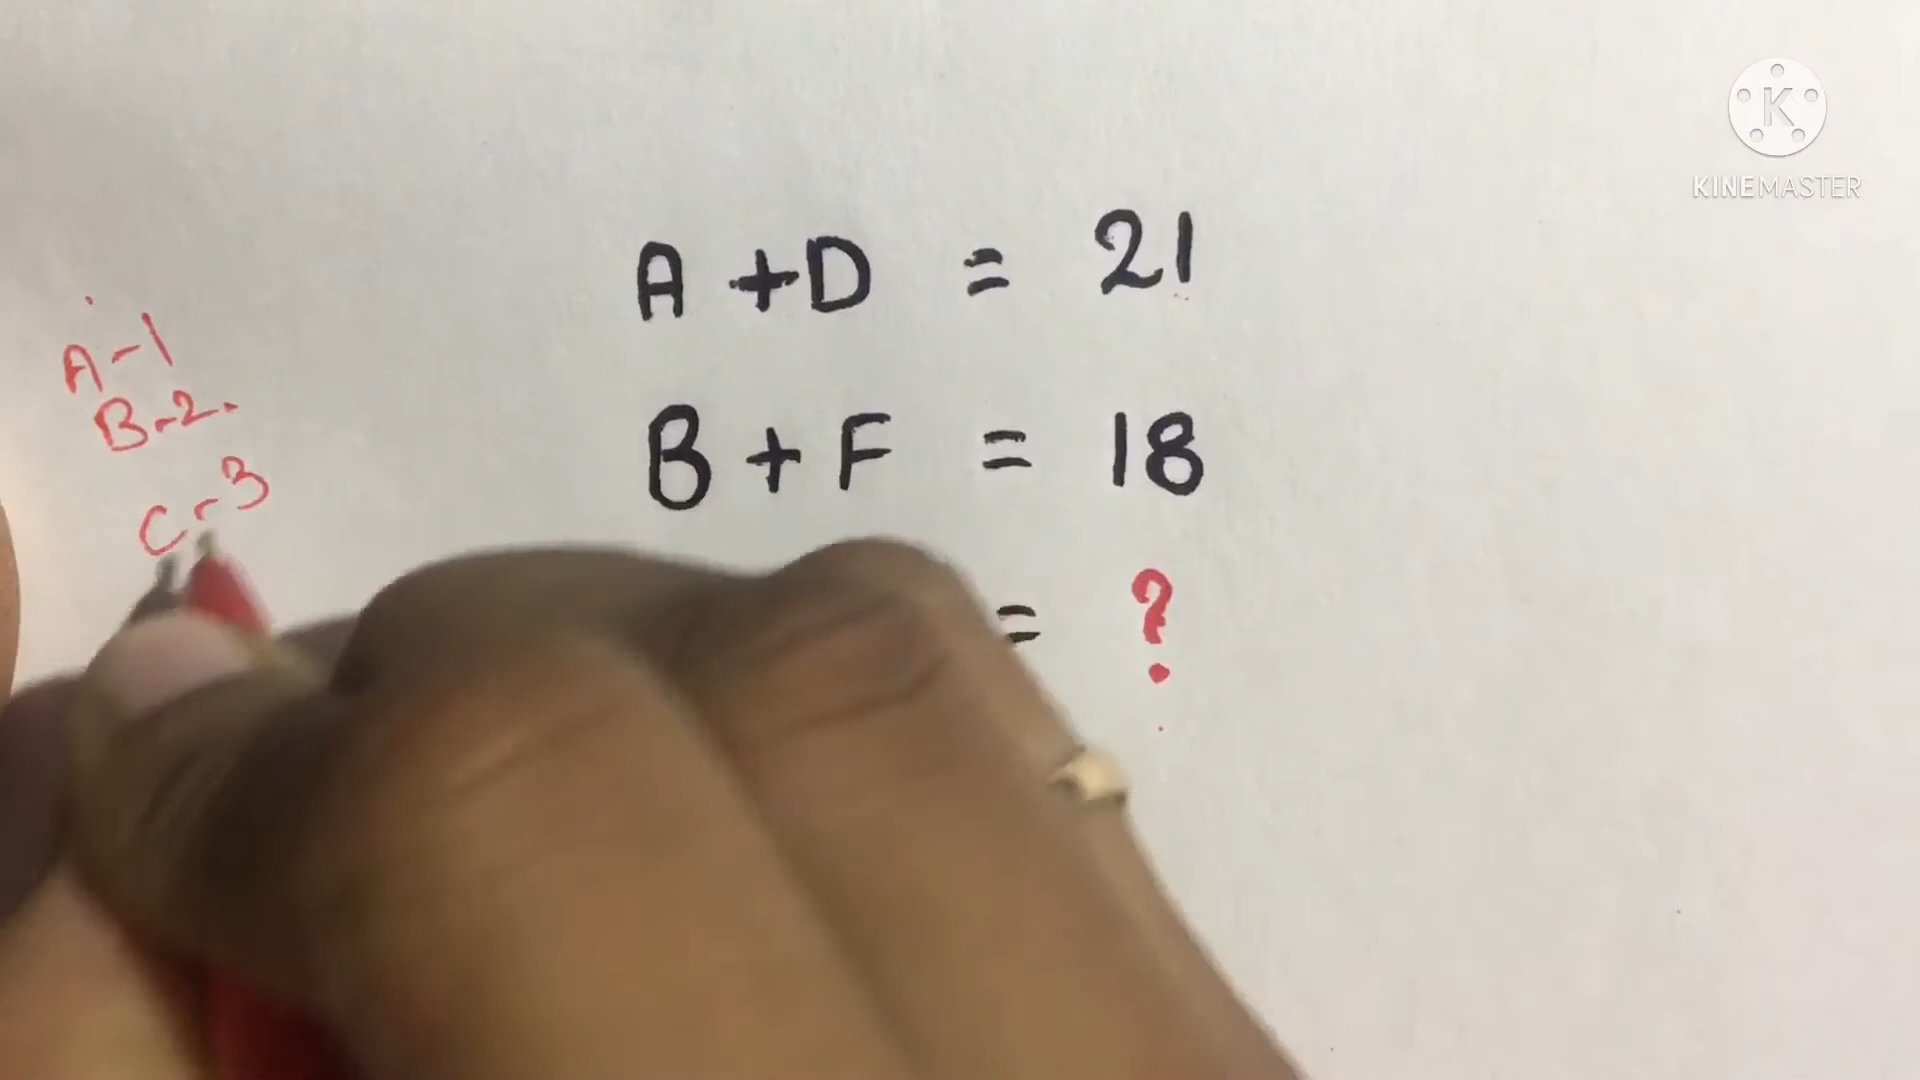 KINEMASTER
A + D = 21
B + F = 18
= ?
A - 1
B - 2.
C - 3